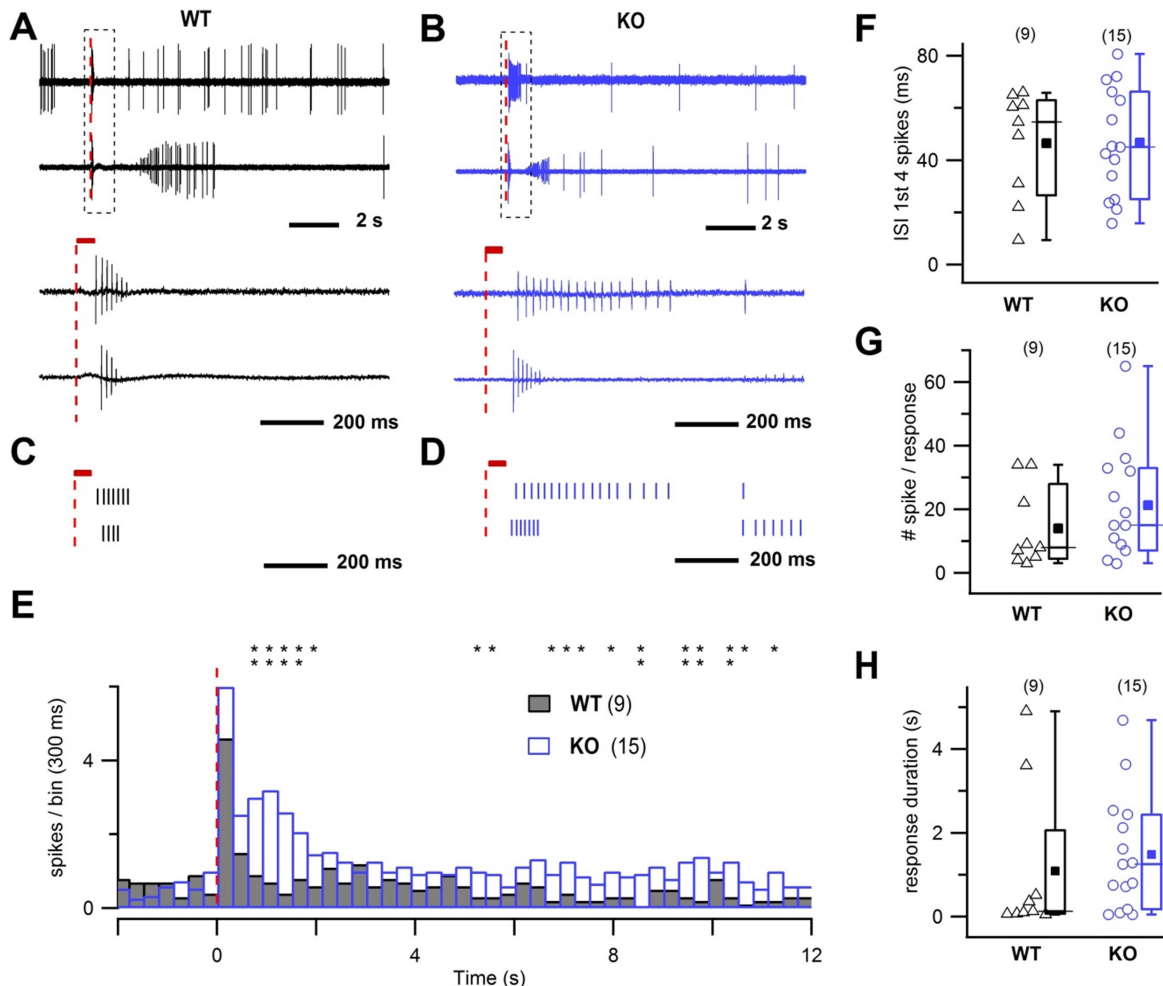 A
WT
2 s
200 ms
B
KO
2 s
200 ms
C
200 ms
D
200 ms
E
* * * * * * * * * * * * * * * * *
* * * * * * * *
WT (9)
KO (15)
spikes / bin (300 ms)
4
0
0 4 8 12
Time (s)
F
(9) (15)
ISI 1st 4 spikes (ms)
80
40
0
WT KO
G
(9) (15)
# spike / response
60
40
20
0
WT KO
H
(9) (15)
response duration (s)
4
2
0
WT KO